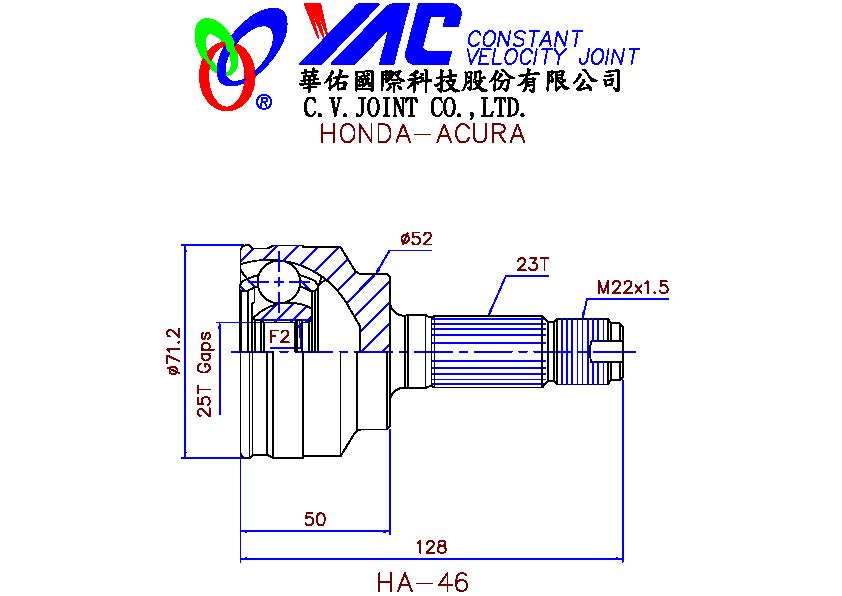 YAC CONSTANT
VELOCITY JOINT
®
華佑國際科技股份有限公司
C.V.JOINT CO.,LTD.
HONDA-ACURA
ø52
23T
M22x1.5
F2
ø71.2
25T Gaps
50
128
HA-46